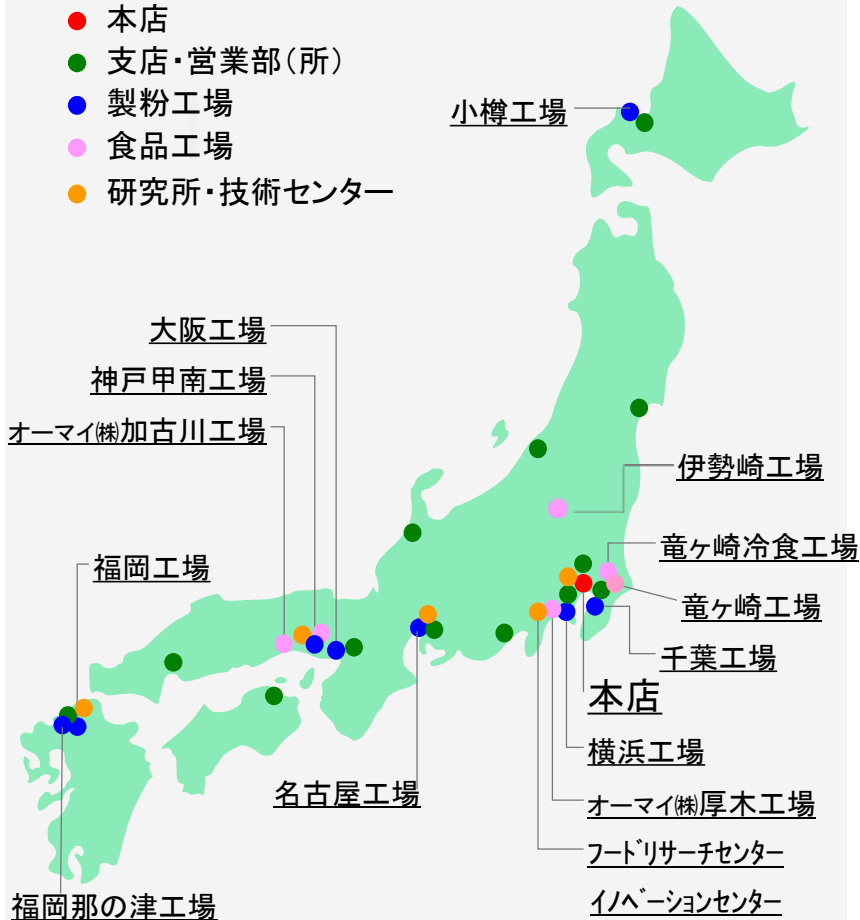 本店
支店・営業部(所)
製粉工場
食品工場
研究所・技術センター
小樽工場
大阪工場
神戸甲南工場
オーマイ㈱加古川工場
伊勢崎工場
竜ヶ崎冷食工場
福岡工場
竜ヶ崎工場
千葉工場
本店
横浜工場
名古屋工場
オーマイ㈱厚木工場
フードリサーチセンター
イノベーションセンター
福岡那の津工場